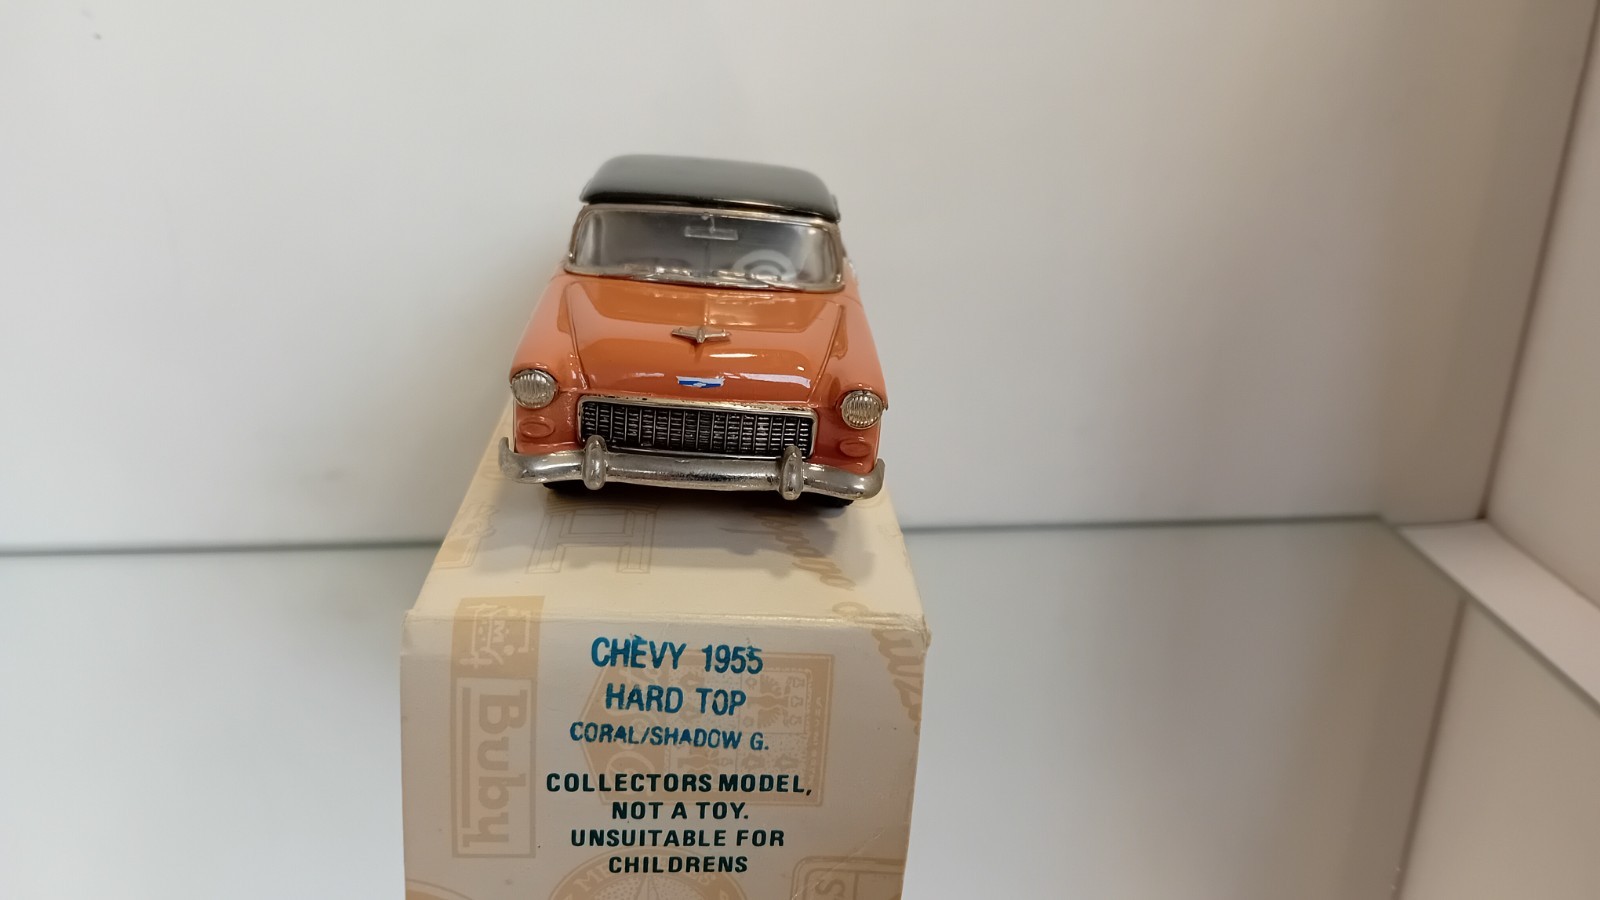 CHEVY 1955
HARD TOP
CORAL/SHADOW G.
COLLECTORS MODEL,
NOT A TOY.
UNSUITABLE FOR
CHILDRENS
Buby